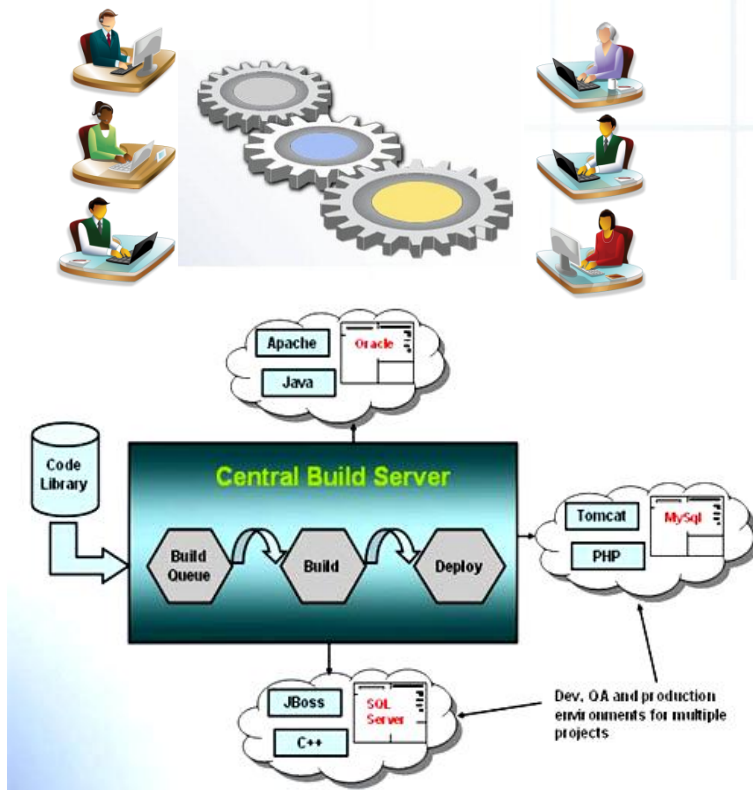 Apache
Oracle
Java
Code
Library
Central Build Server
Build
Queue
Build
Deploy
Tomcat
MySql
PHP
JBoss
SQL
Server
C++
Dev, QA and production
environments for multiple
projects